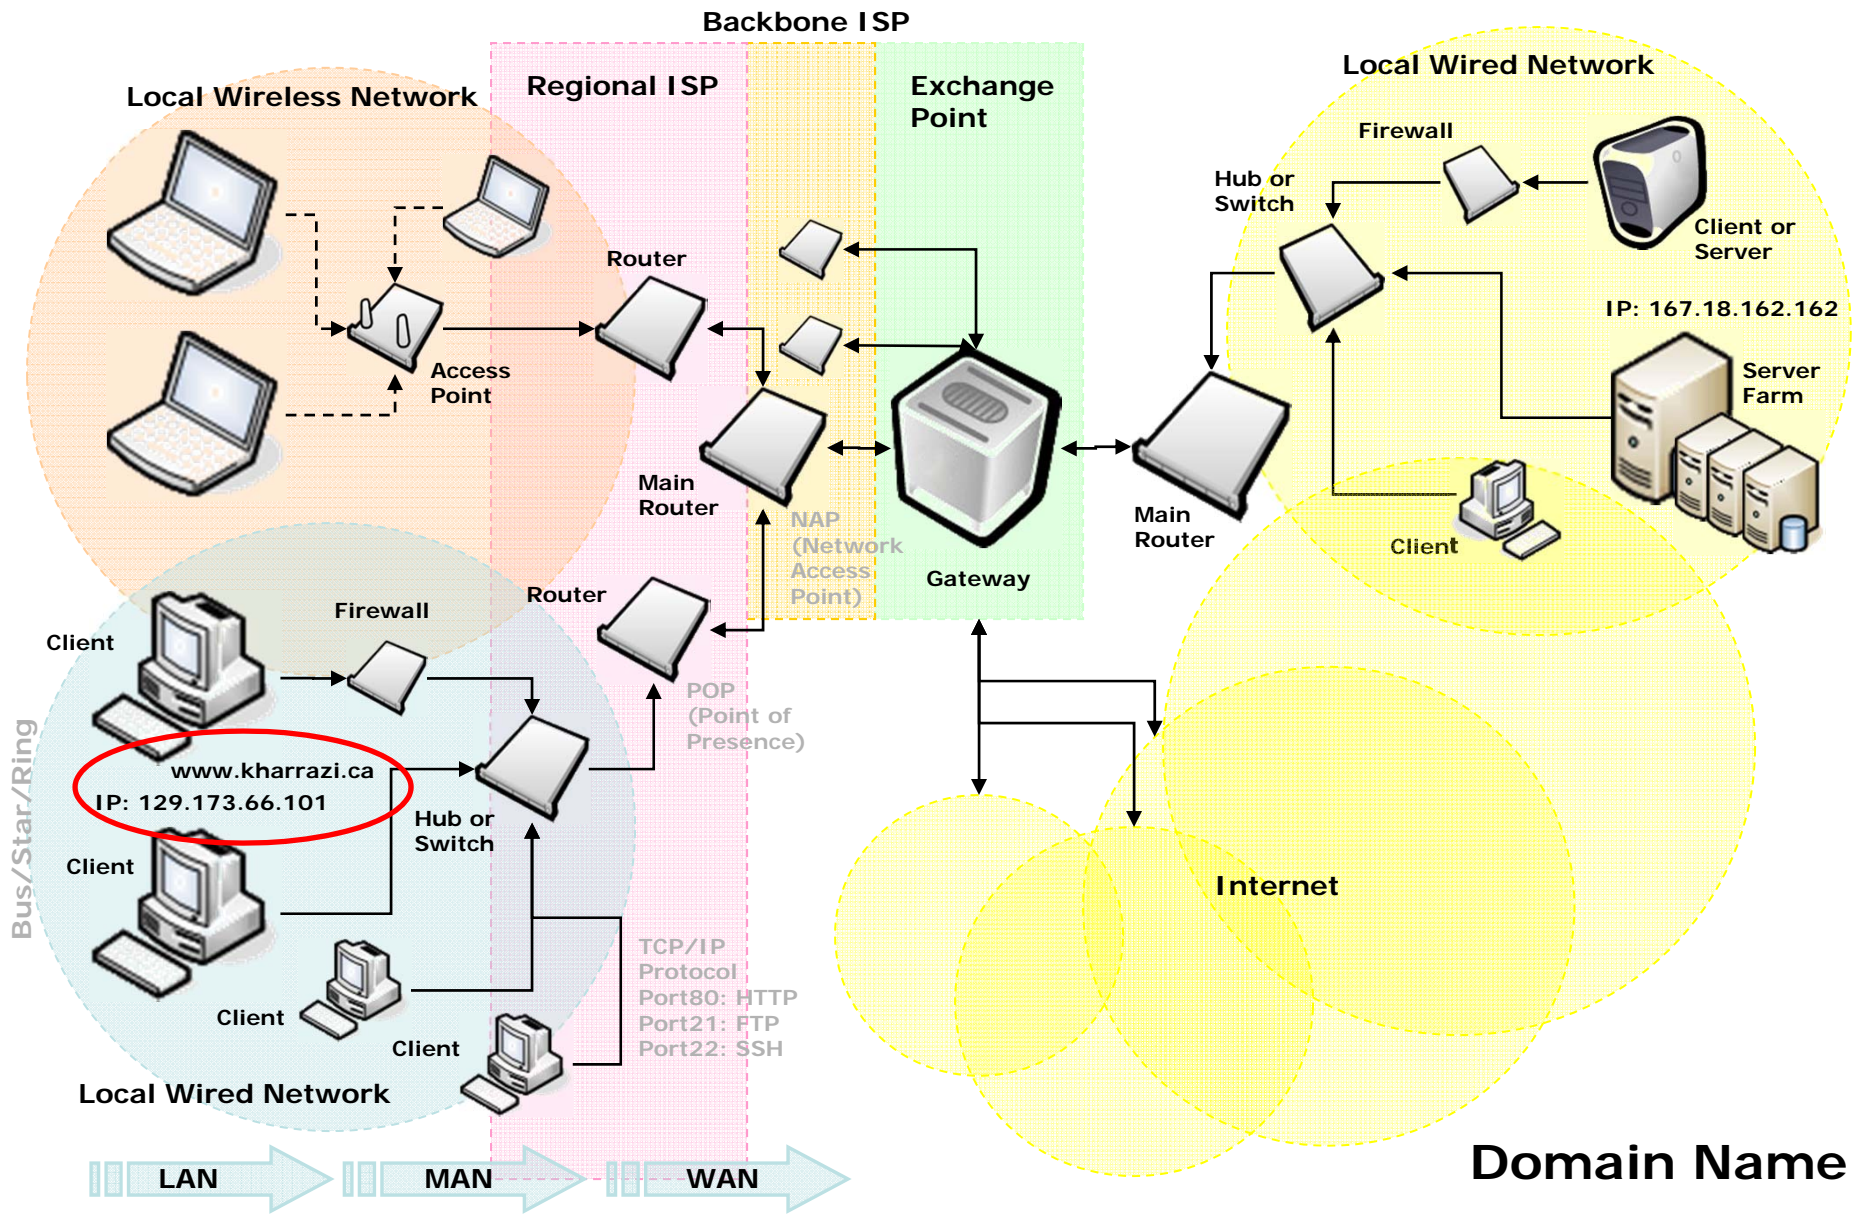 Backbone ISP
Local Wireless Network
Regional ISP
Exchange
Point
Local Wired Network
Firewall
Hub or
Switch
Client or
Server
Router
IP: 167.18.162.162
Access
Point
Server
Farm
Main
Router
NAP
(Network
Access
Point)
Gateway
Main
Router
Client
Router
Firewall
Client
POP
(Point of
Presence)
Bus/Star/Ring
www.kharrazi.ca
IP: 129.173.66.101
Hub or
Switch
Client
Internet
TCP/IP
Protocol
Port80: HTTP
Port21: FTP
Port22: SSH
Client
Client
Local Wired Network
LAN
MAN
WAN
Domain Name